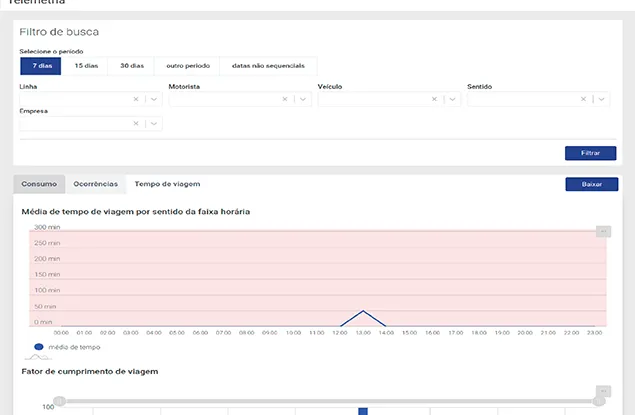 Telemetria
Filtro de busca
Selecione o período
7 dias 15 dias 30 dias outro período datas não sequenciais
Linha Motorista Veículo Sentido
Empresa
Filtrar
Consumo Ocorrências Tempo de viagem Baixar
Média de tempo de viagem por sentido da faixa horária
300 min
250 min
200 min
150 min
100 min
50 min
0 min
00:00 01:00 02:00 03:00 04:00 05:00 06:00 07:00 08:00 09:00 10:00 11:00 12:00 13:00 14:00 15:00 16:00 17:00 18:00 19:00 20:00 21:00 22:00 23:00
média de tempo
Fator de cumprimento de viagem
100